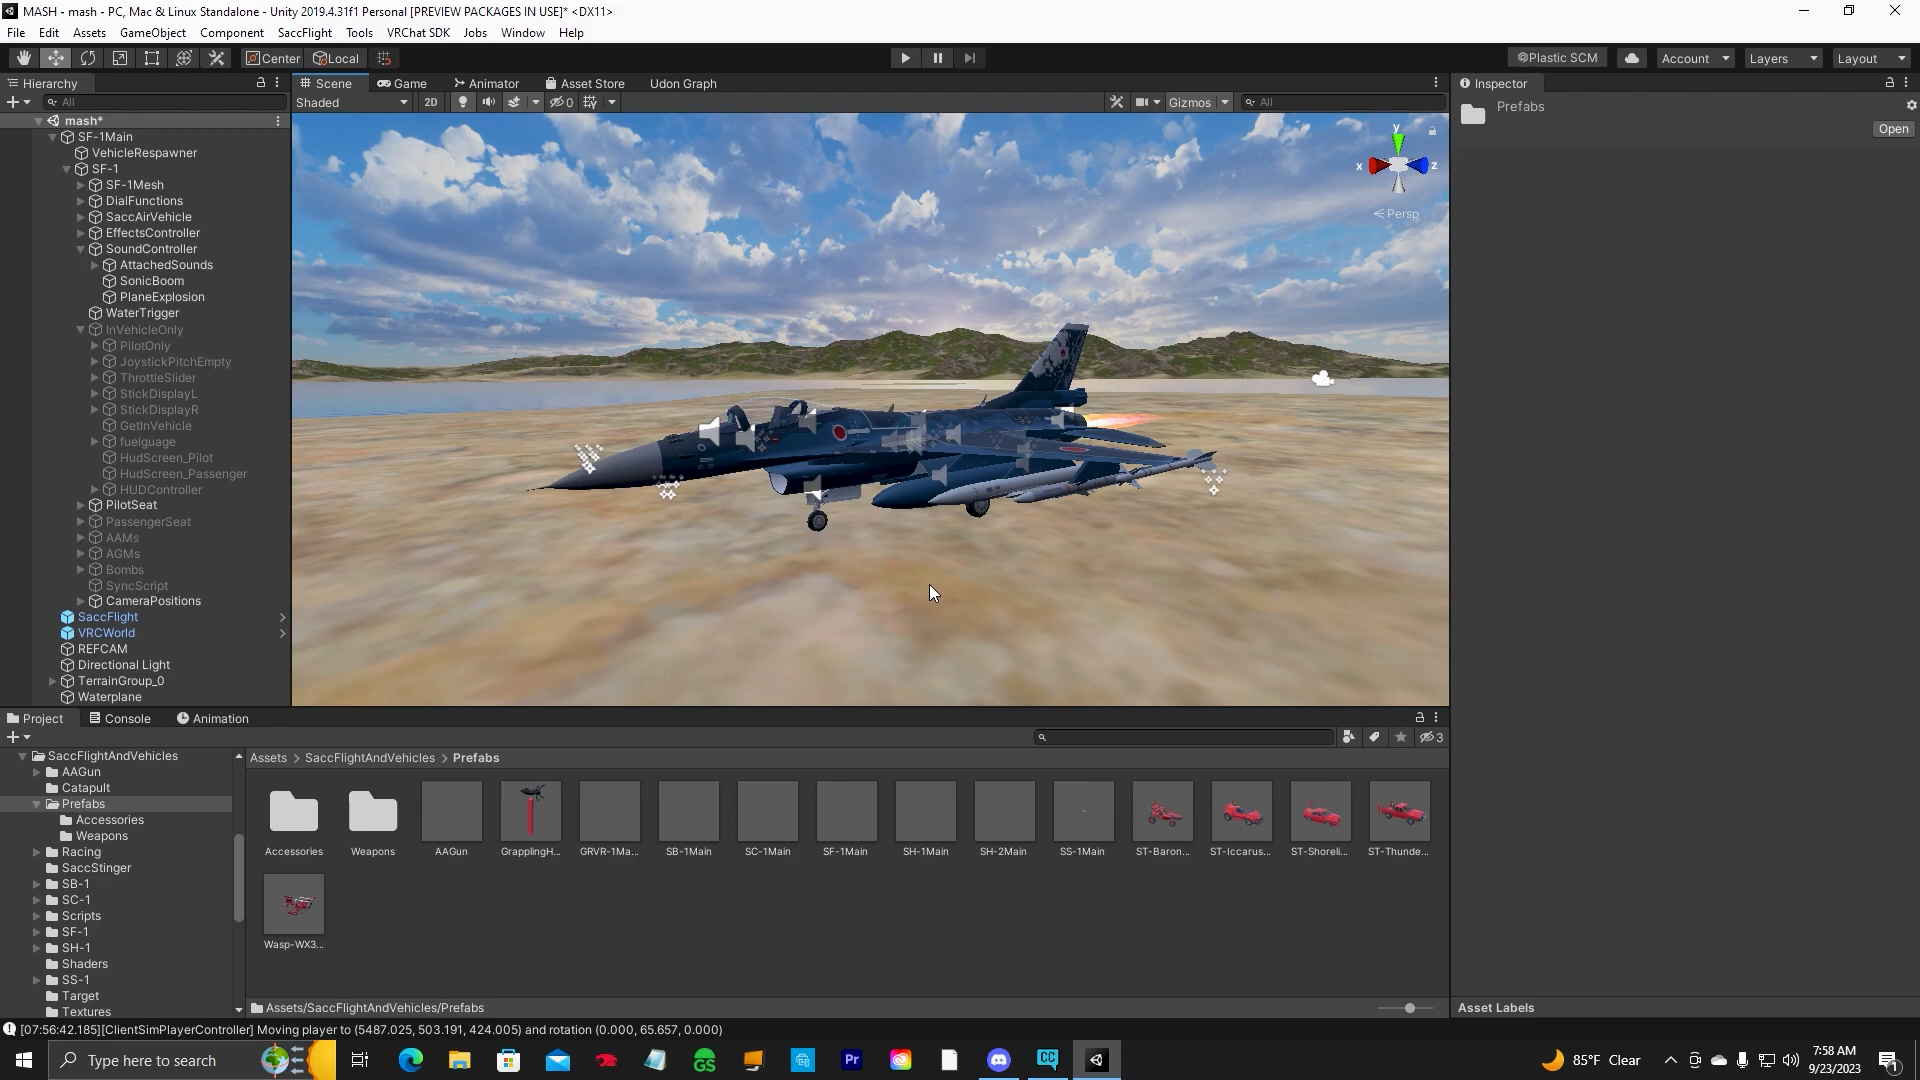 MASH - mash - PC, Mac & Linux Standalone - Unity 2019.4.31f1 Personal [PREVIEW PACKAGES IN USE]* <DX11>
File Edit Assets GameObject Component SaccFlight Tools VRChat SDK Jobs Window Help
Center Local
Plastic SCM Account Layers Layout
Hierarchy
Scene Game Animator Asset Store Udon Graph
Inspector
All
Shaded 2D 0 Gizmos All
Prefabs
Open
mash*
SF-1Main
VehicleRespawner
SF-1
SF-1Mesh
DialFunctions
SaccAirVehicle
EffectsController
SoundController
AttachedSounds
SonicBoom
PlaneExplosion
WaterTrigger
InVehicleOnly
PilotOnly
JoystickPitchEmpty
ThrottleSlider
StickDisplayL
StickDisplayR
GetInVehicle
fuelguage
HudScreen_Pilot
HudScreen_Passenger
HUDController
PilotSeat
PassengerSeat
AAMs
AGMs
Bombs
SyncScript
CameraPositions
SaccFlight
VRCWorld
REFCAM
Directional Light
TerrainGroup_0
Waterplane
y
x z
Persp
Project Console Animation
3
SaccFlightAndVehicles
AAGun
Catapult
Prefabs
Accessories
Weapons
Racing
SaccStinger
SB-1
SC-1
Scripts
SF-1
SH-1
Shaders
SS-1
Target
Textures
Assets > SaccFlightAndVehicles > Prefabs
Accessories Weapons AAGun GrapplingH... GRVR-1Ma... SB-1Main SC-1Main SF-1Main SH-1Main SH-2Main SS-1Main ST-Baron... ST-Iccarus... ST-Shoreli... ST-Thunde...
Wasp-WX3...
Assets/SaccFlightAndVehicles/Prefabs
Asset Labels
[07:56:42.185][ClientSimPlayerController] Moving player to (5487.025, 503.191, 424.005) and rotation (0.000, 65.657, 0.000)
Type here to search
GS
Pr
CC
85°F Clear
7:58 AM
9/23/2023
1